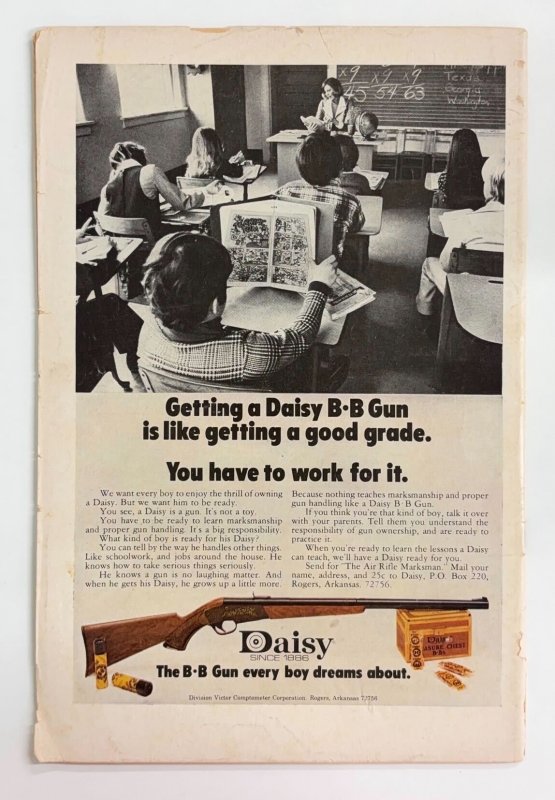 ×9 ×9 ×9
45 54 63
Texas
Georgia
Washington
Getting a Daisy B·B Gun
is like getting a good grade.
You have to work for it.
We want every boy to enjoy the thrill of owning
a Daisy. But we want him to be ready.
You see, a Daisy is a gun. It's not a toy.
You have to be ready to learn marksmanship
and proper gun handling. It's a big responsibility.
What kind of boy is ready for his Daisy?
You can tell by the way he handles other things.
Like schoolwork, and jobs around the house. He
knows how to take serious things seriously.
He knows a gun is no laughing matter. And
when he gets his Daisy, he grows up a little more.
Because nothing teaches marksmanship and proper
gun handling like a Daisy B·B Gun.
If you think you're that kind of boy, talk it over
with your parents. Tell them you understand the
responsibility of gun ownership, and are ready to
practice it.
When you're ready to learn the lessons a Daisy
can teach, we'll have a Daisy ready for you.
Send for "The Air Rifle Marksman." Mail your
name, address, and 25c to Daisy, P.O. Box 220,
Rogers, Arkansas. 72756.
Daisy
SINCE 1886
Daisy
The B·B Gun every boy dreams about.
Division Victor Comptometer Corporation. Rogers, Arkansas 72756